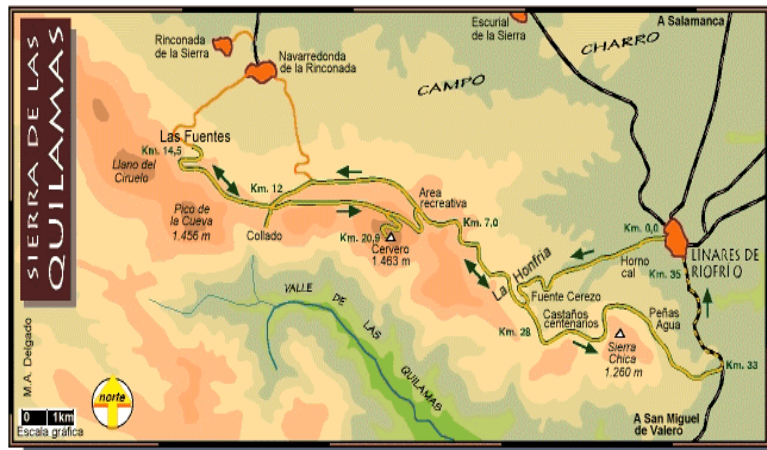 SIERRA DE LAS
QUILAMAS
Rinconada
de la Sierra
Navarredonda
de la Rinconada
Escurial
de la Sierra
A Salamanca
CAMPO
CHARRO
Las Fuentes
Km. 14,5
Llano del
Ciruelo
Pico de
la Cueva
1.456 m
Km. 12
Collado
Area
recreativa
Km. 7,0
Km. 20,9
Cervero
1.463 m
La Honfria
Km. 0,0
LINARES DE
RIOFRÍO
Horno
cal
Km. 35
Fuente Cerezo
Castaños
centenarios
Peñas
Agua
Km. 28
Sierra
Chica
1.260 m
Km. 33
VALLE DE LAS QUILAMAS
A San Miguel
de Valero
M.A. Delgado
norte
0 1km
Escala gráfica